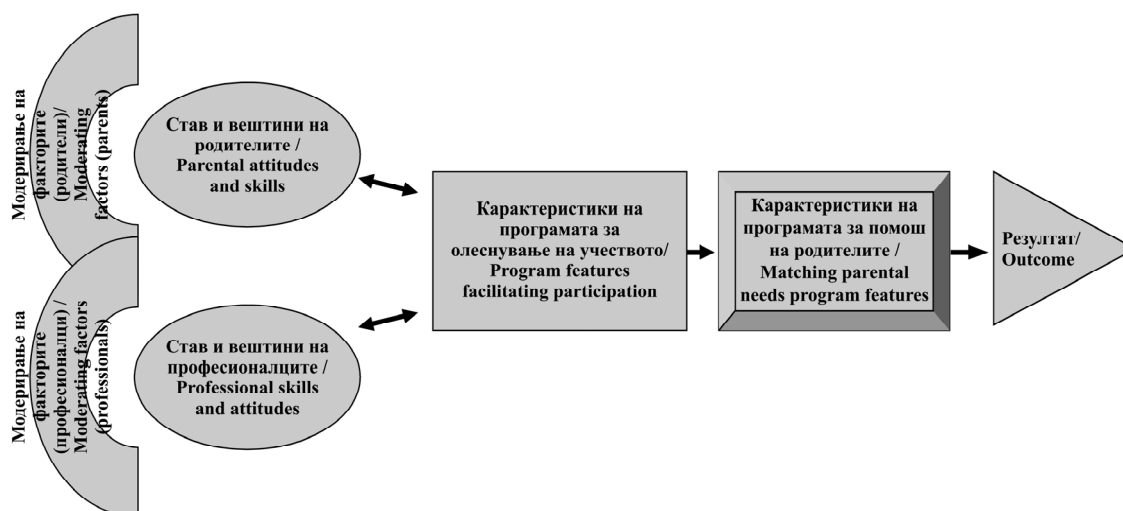 Модерирање на
факторите
(родители)/
Moderating
factors (parents)
Став и вештини на
родителите /
Parental attitudes
and skills
Модерирање на
факторите
(професионалци) /
Moderating factors
(professionals)
Став и вештини на
професионалците /
Professional skills
and attitudes
Карактеристики на
програмата за
олеснување на учеството/
Program features
facilitating participation
Карактеристики на
програмата за помош
на родителите /
Matching parental
needs program features
Резултат/
Outcome